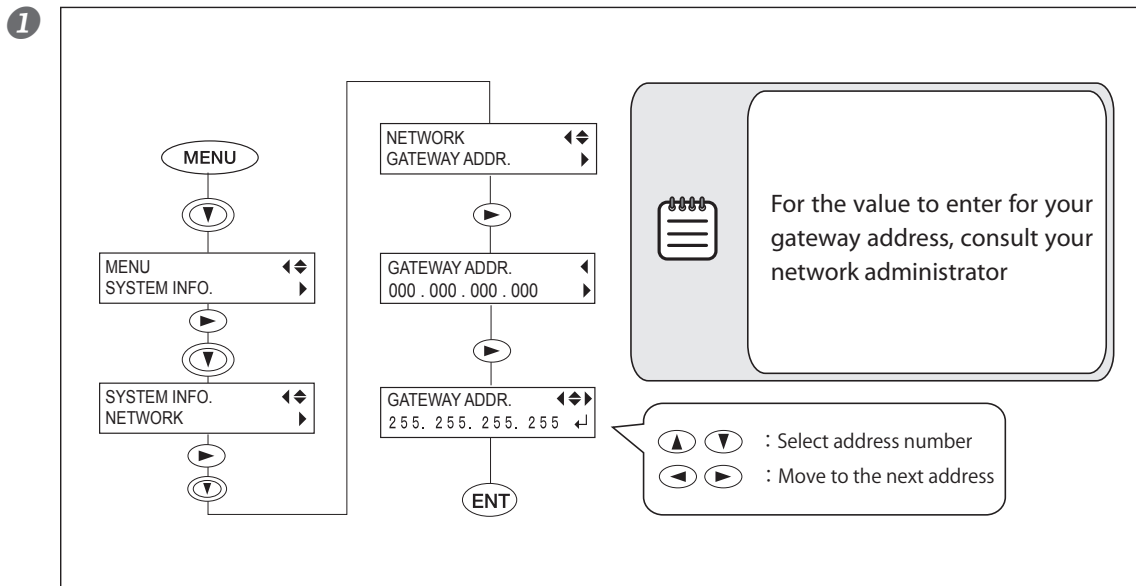 1
MENU
MENU
SYSTEM INFO.
SYSTEM INFO.
NETWORK
NETWORK
GATEWAY ADDR.
GATEWAY ADDR.
000 . 000 . 000 . 000
GATEWAY ADDR.
255. 255. 255. 255
ENT
For the value to enter for your
gateway address, consult your
network administrator
: Select address number
: Move to the next address